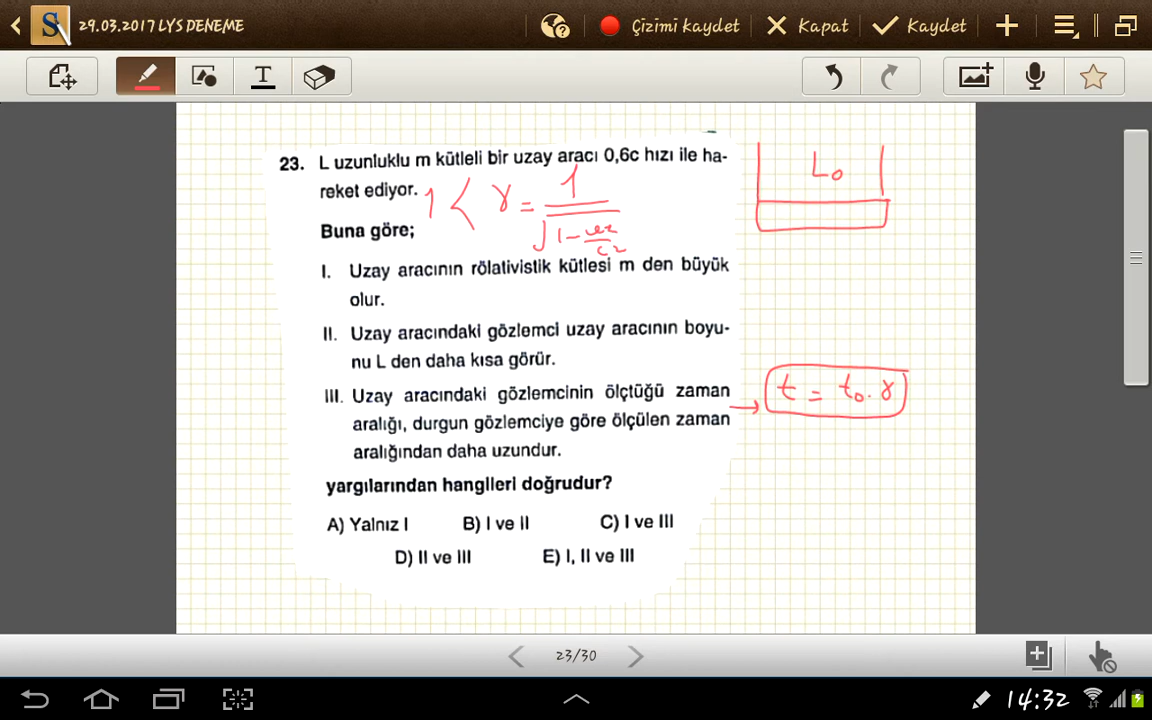 29.03.2017 LYS DENEME
Çizimi kaydet
Kapat
Kaydet
23. L uzunluklu m kütleli bir uzay aracı 0,6c hızı ile ha-
reket ediyor.
1 < γ = 1 / √1 - v2/c2
L0
Buna göre;
I. Uzay aracının rölativistik kütlesi m den büyük
olur.
II. Uzay aracındaki gözlemci uzay aracının boyu-
nu L den daha kısa görür.
III. Uzay aracındaki gözlemcinin ölçtüğü zaman
aralığı, durgun gözlemciye göre ölçülen zaman
aralığından daha uzundur.
→ t = t0 . γ
yargılarından hangileri doğrudur?
A) Yalnız I B) I ve II C) I ve III
D) II ve III E) I, II ve III
23/30
14:32